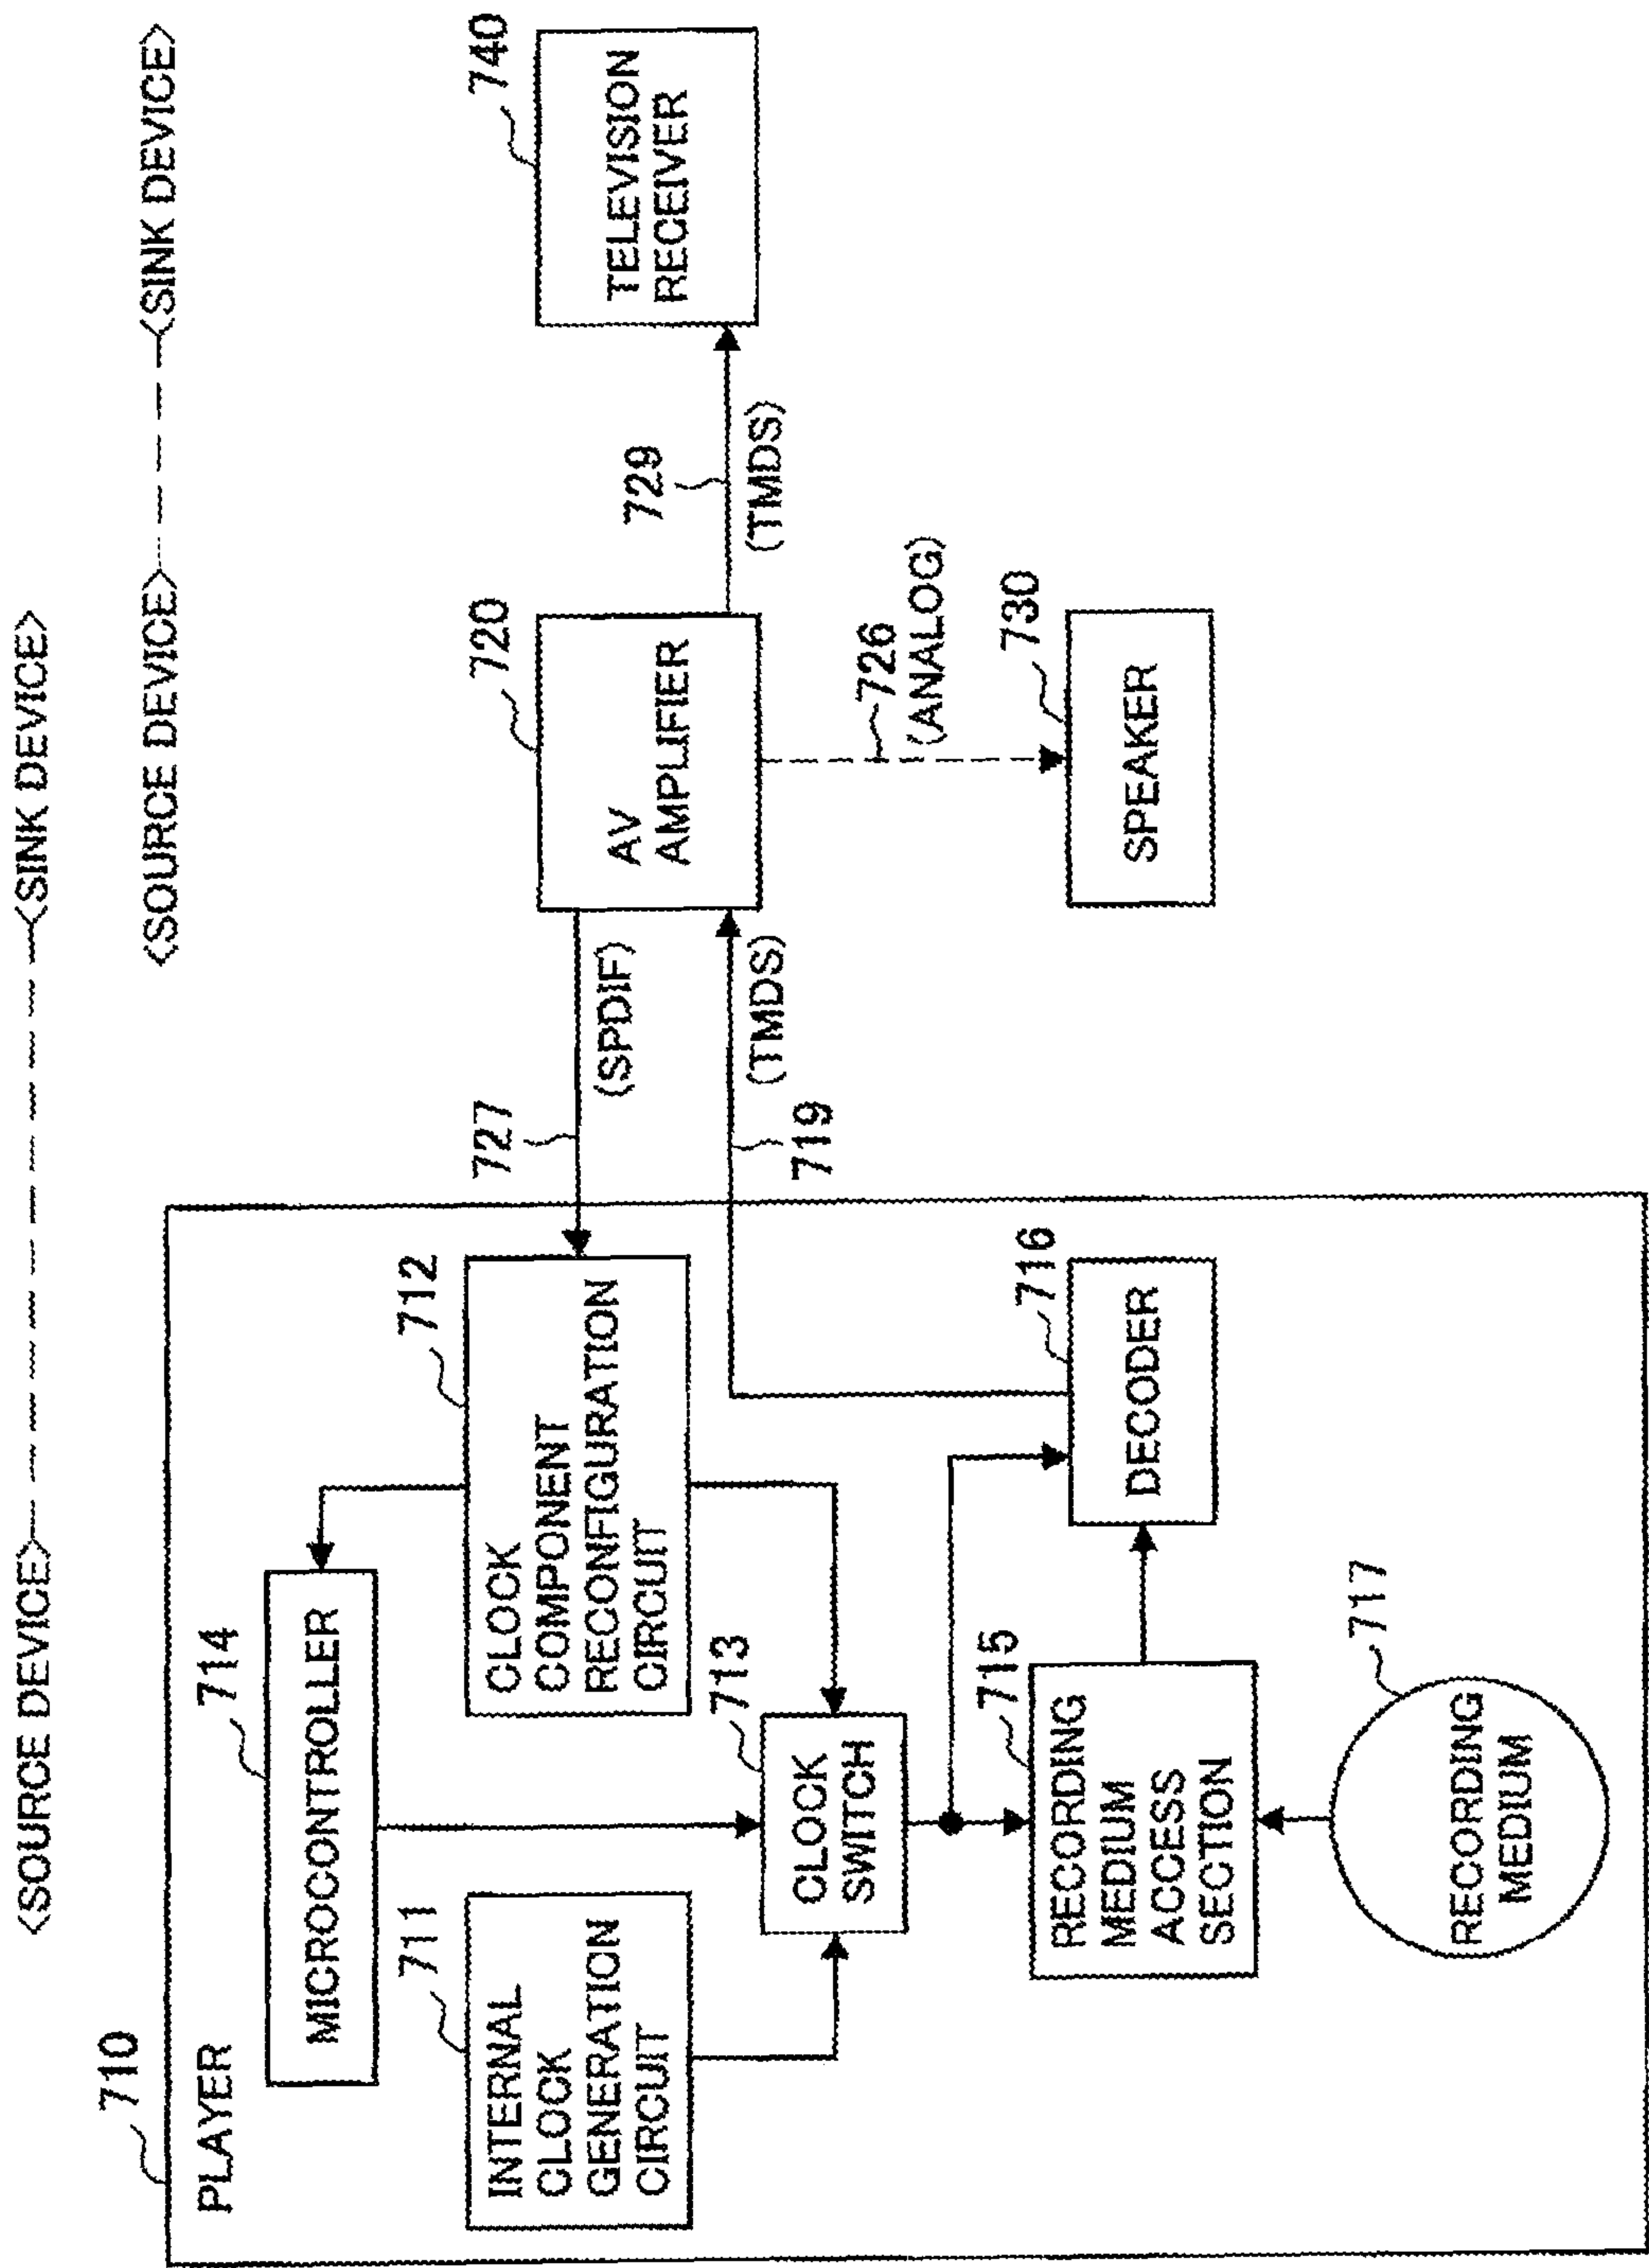 <SOURCE DEVICE> <SINK DEVICE>
<SOURCE DEVICE> <SINK DEVICE>
710
PLAYER
714
MICROCONTROLLER
711
INTERNAL
CLOCK
GENERATION
CIRCUIT
712
CLOCK
COMPONENT
RECONFIGURATION
CIRCUIT
727
(SPDIF)
720
AV
AMPLIFIER
740
TELEVISION
RECEIVER
729
(TMDS)
(TMDS)
719
713
CLOCK
SWITCH
726
(ANALOG)
715
RECORDING
MEDIUM
ACCESS
SECTION
716
DECODER
730
SPEAKER
717
RECORDING
MEDIUM